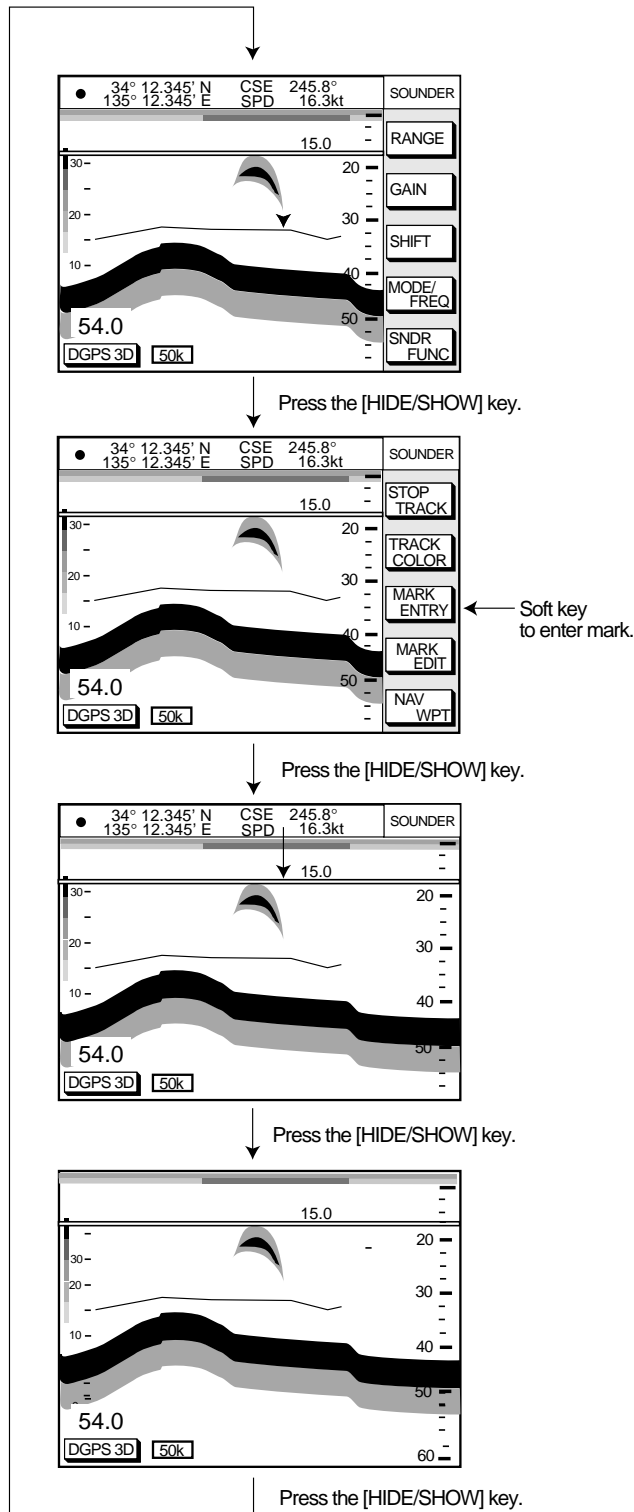 34° 12.345' N CSE 245.8° SOUNDER
135° 12.345' E SPD 16.3kt
15.0 RANGE
30 20
GAIN
20 30
SHIFT
10 40
MODE/
FREQ
54.0 50
SNDR
FUNC
DGPS 3D 50k
Press the [HIDE/SHOW] key.
34° 12.345' N CSE 245.8° SOUNDER
135° 12.345' E SPD 16.3kt
STOP
TRACK
15.0
30 20
TRACK
COLOR
20 30
MARK
ENTRY
Soft key
to enter mark.
10 40
MARK
EDIT
54.0 50
NAV
WPT
DGPS 3D 50k
Press the [HIDE/SHOW] key.
34° 12.345' N CSE 245.8° SOUNDER
135° 12.345' E SPD 16.3kt
15.0
30 20
20 30
10 40
54.0 50
DGPS 3D 50k
Press the [HIDE/SHOW] key.
15.0
20
30
20 30
10 40
50
54.0
DGPS 3D 50k 60
Press the [HIDE/SHOW] key.